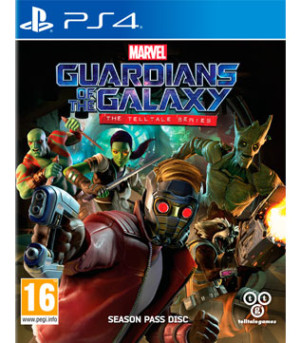 PS4
MARVEL
GUARDIANS
OF THE GALAXY
THE TELLTALE SERIES
16
www.pegi.info
SEASON PASS DISC
telltalegames